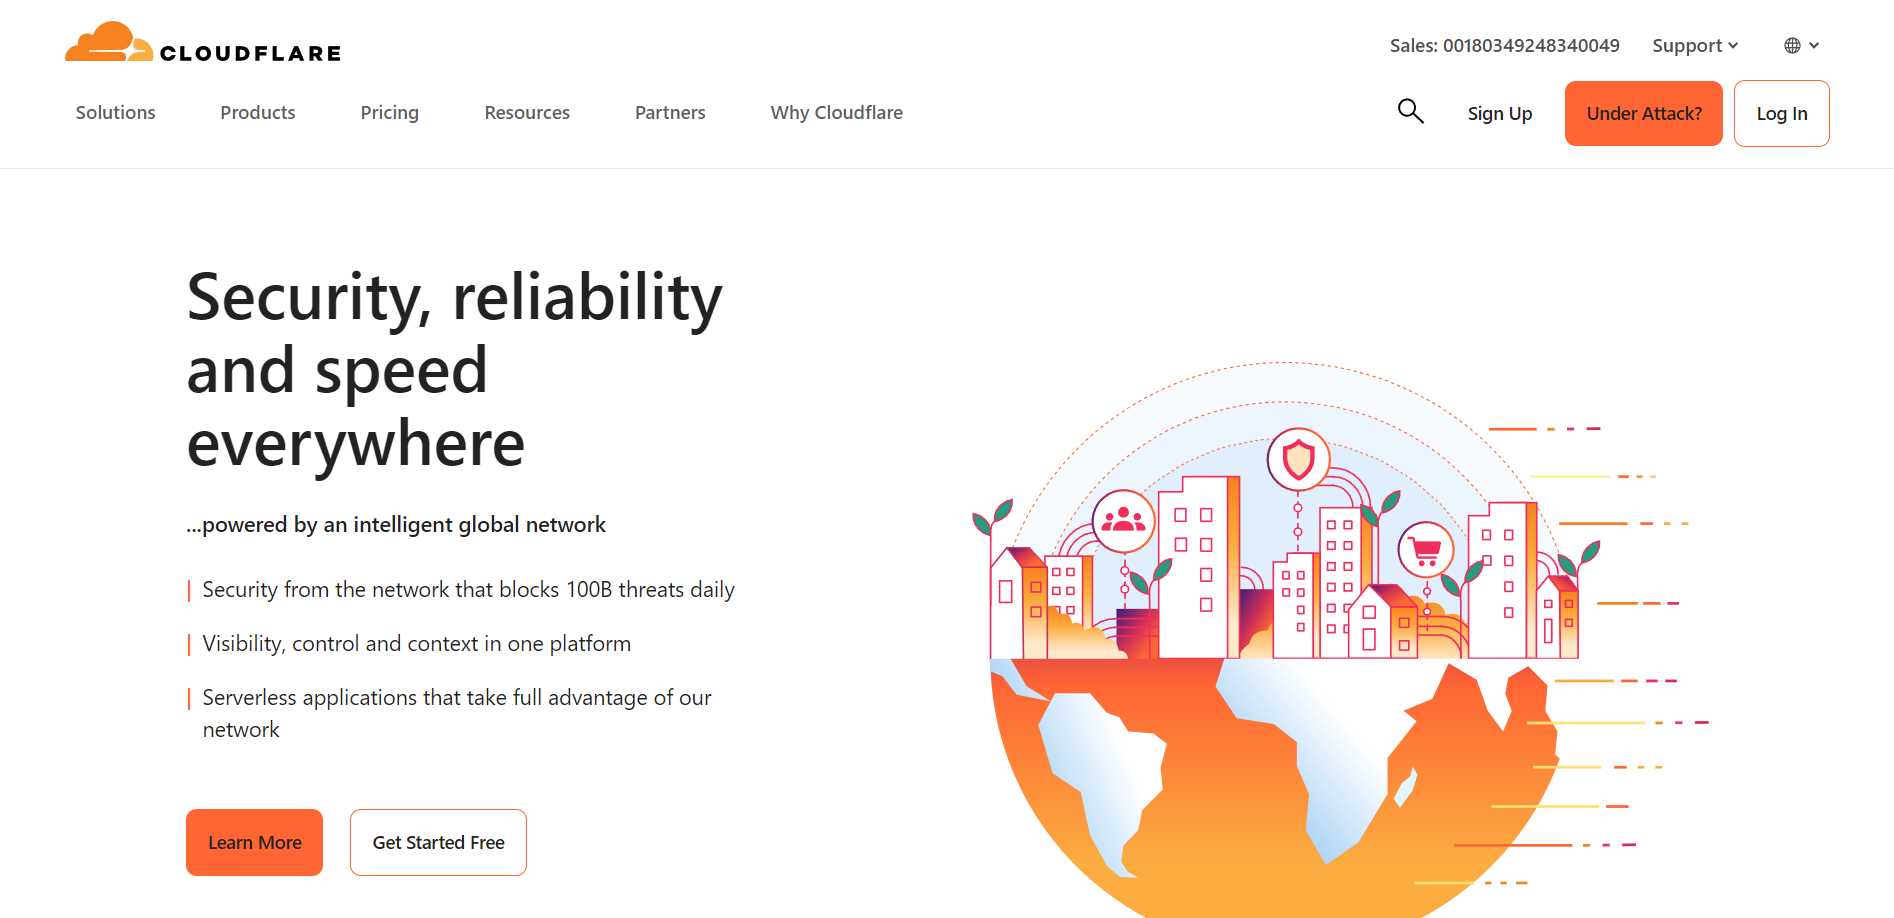 CLOUDFLARE
Sales: 00180349248340049 Support
Solutions Products Pricing Resources Partners Why Cloudflare
Sign Up Under Attack? Log In
Security, reliability
and speed
everywhere
...powered by an intelligent global network
Security from the network that blocks 100B threats daily
Visibility, control and context in one platform
Serverless applications that take full advantage of our
network
Learn More Get Started Free